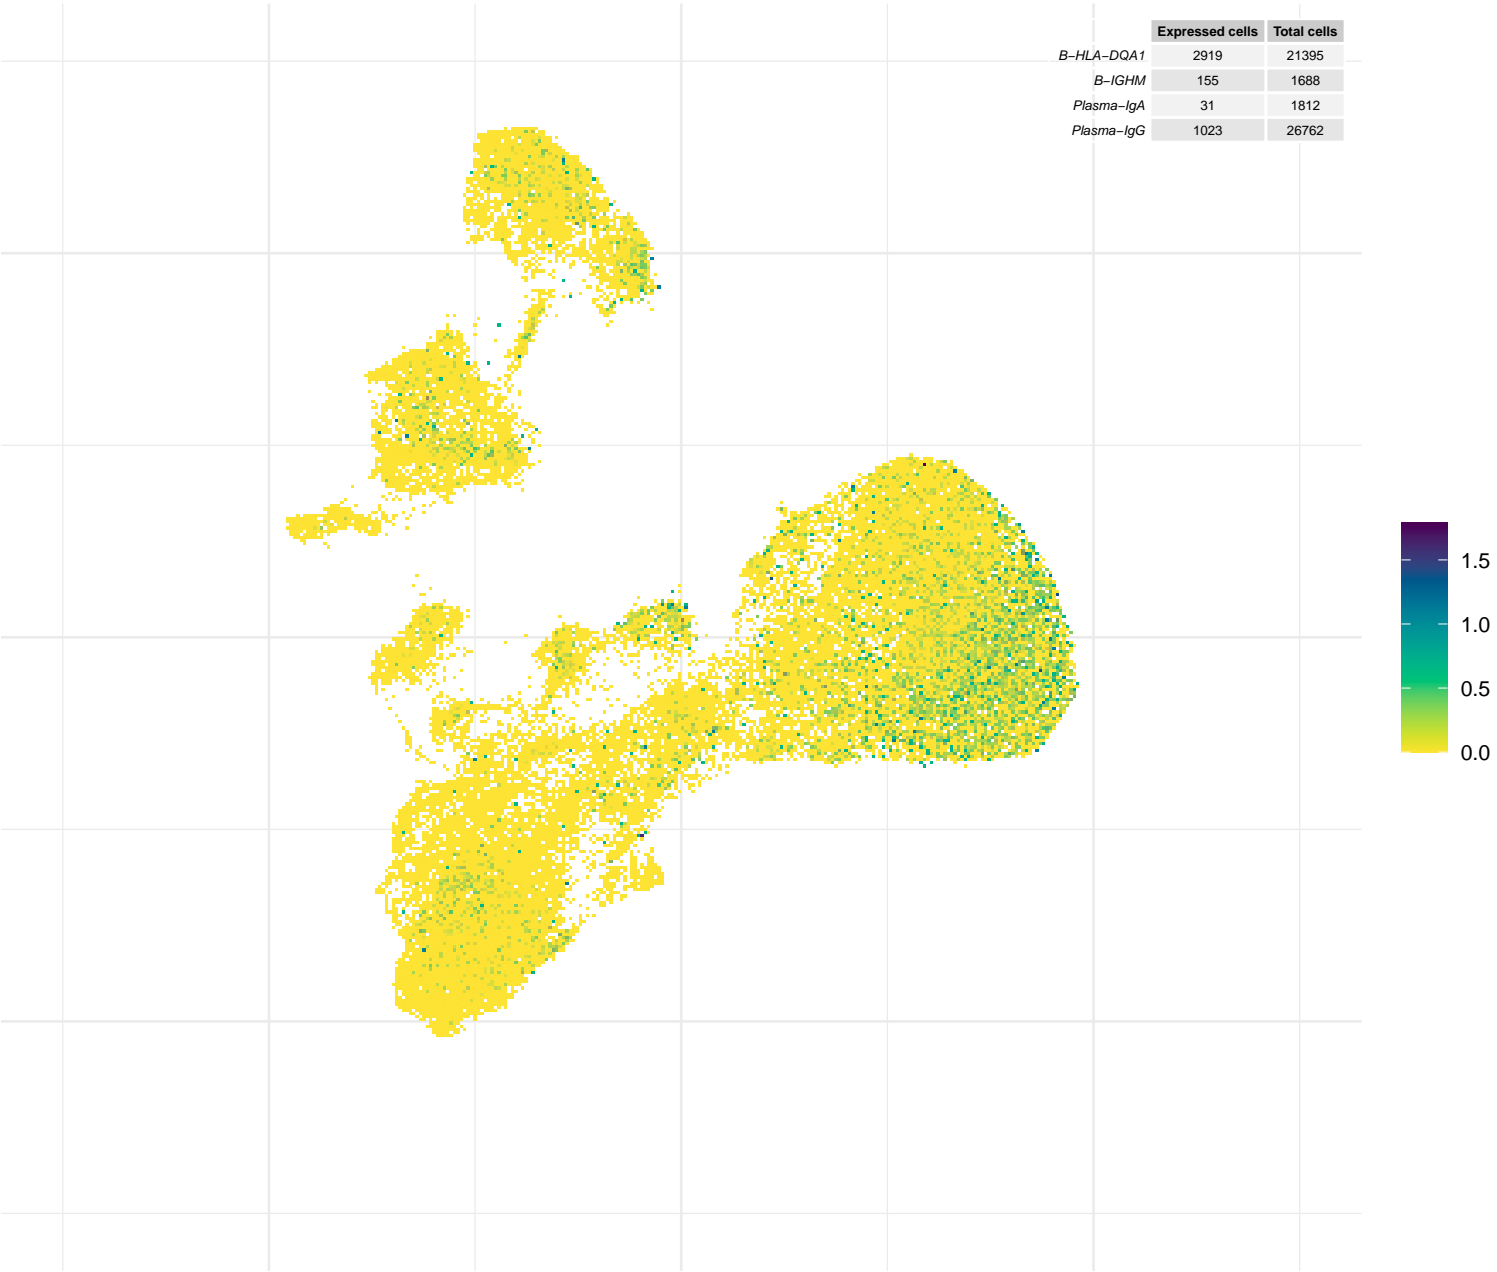 Expressed cells Total cells
B−HLA−DQA1 2919 21395
B−IGHM 155 1688
Plasma−IgA 31 1812
Plasma−IgG 1023 26762
1.5
1.0
0.5
0.0